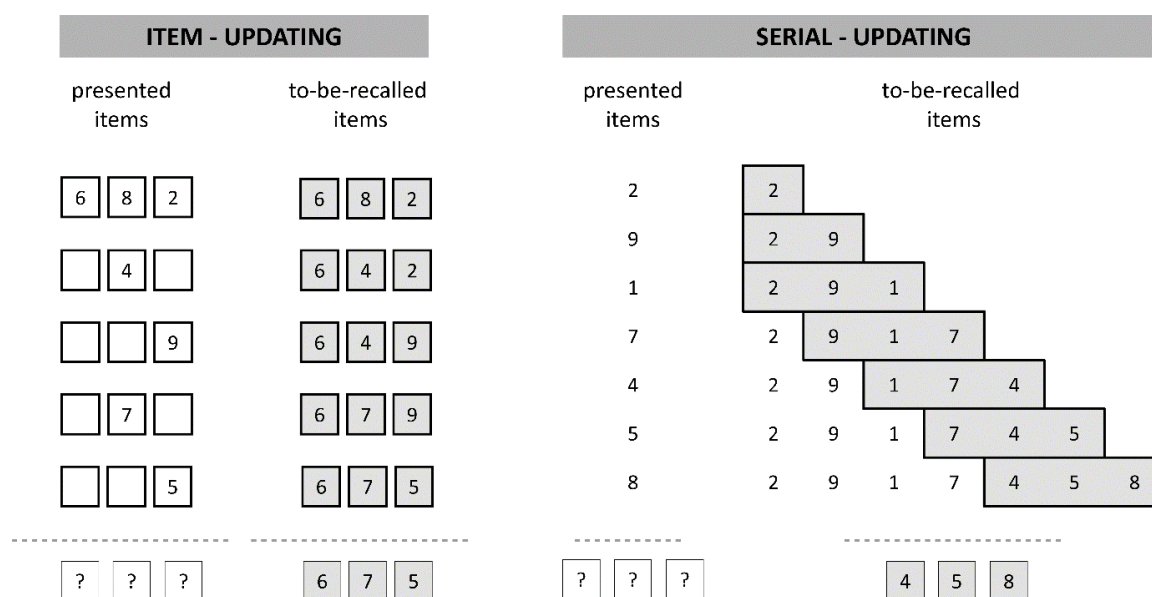 ITEM - UPDATING
presented items
to-be-recalled items
6 8 2 6 8 2
4 6 4 2
9 6 4 9
7 6 7 9
5 6 7 5
? ? ? 6 7 5
SERIAL - UPDATING
presented items
to-be-recalled items
2 2
9 2 9
1 2 9 1
7 2 9 1 7
4 2 9 1 7 4
5 2 9 1 7 4 5
8 2 9 1 7 4 5 8
? ? ? 4 5 8